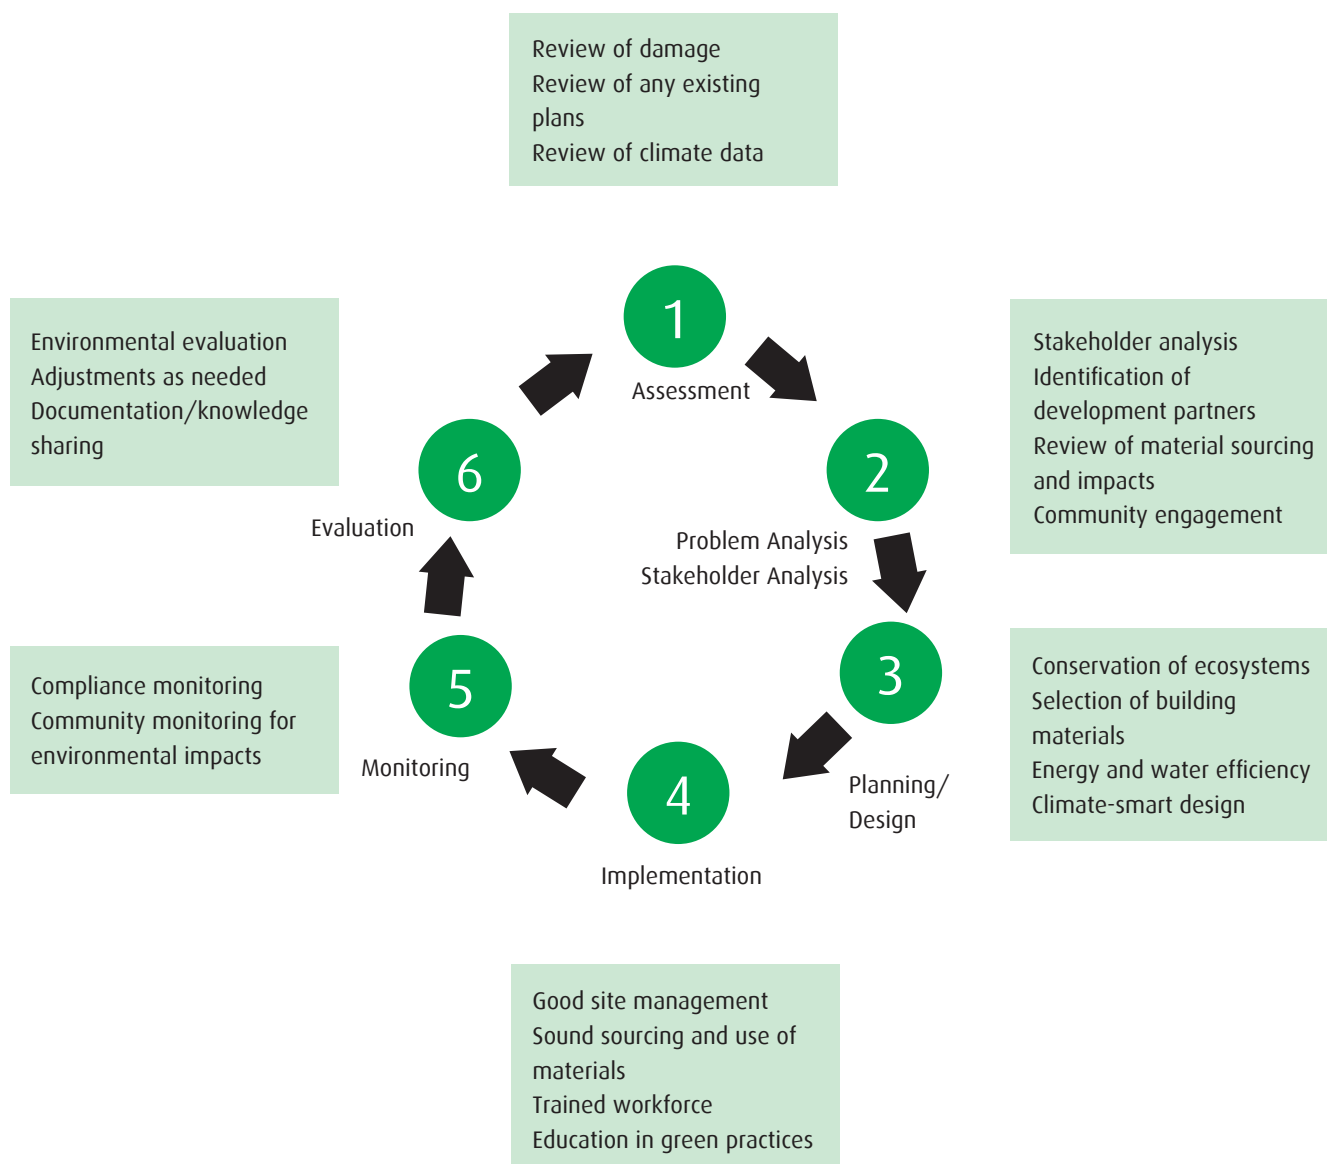 Review of damage
Review of any existing
plans
Review of climate data
1
Assessment
2
Problem Analysis
Stakeholder Analysis
Stakeholder analysis
Identification of
development partners
Review of material sourcing
and impacts
Community engagement
3
Planning/
Design
Conservation of ecosystems
Selection of building
materials
Energy and water efficiency
Climate-smart design
4
Implementation
Good site management
Sound sourcing and use of
materials
Trained workforce
Education in green practices
5
Monitoring
Compliance monitoring
Community monitoring for
environmental impacts
6
Evaluation
Environmental evaluation
Adjustments as needed
Documentation/knowledge
sharing